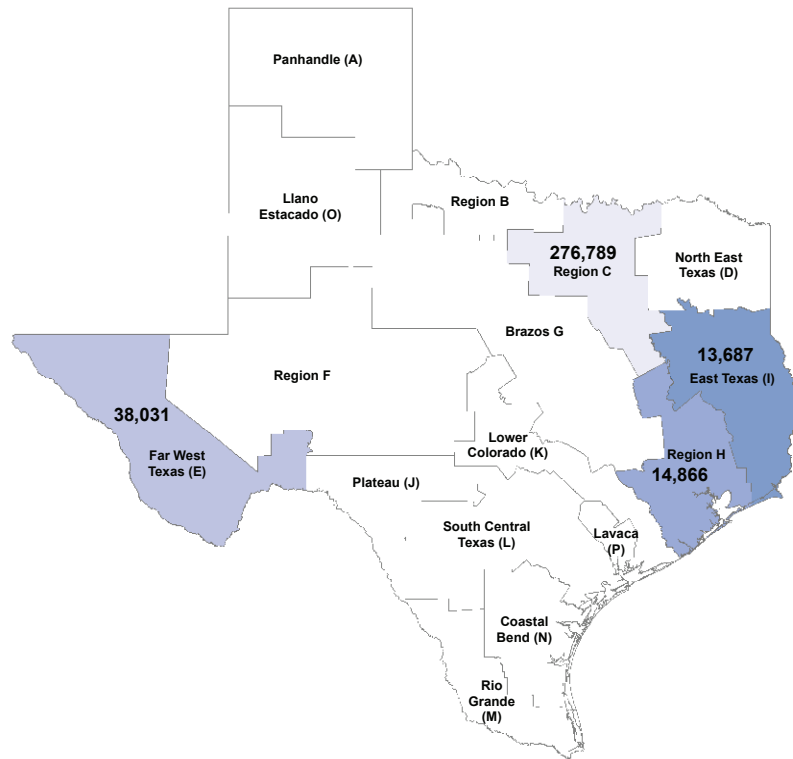 Panhandle (A)
Llano
Estacado (O)
Region B
276,789
Region C
North East
Texas (D)
Brazos G
13,687
East Texas (I)
Region F
38,031
Far West
Texas (E)
Lower
Colorado (K)
Region H
14,866
Plateau (J)
South Central
Texas (L)
Lavaca
(P)
Coastal
Bend (N)
Rio
Grande
(M)